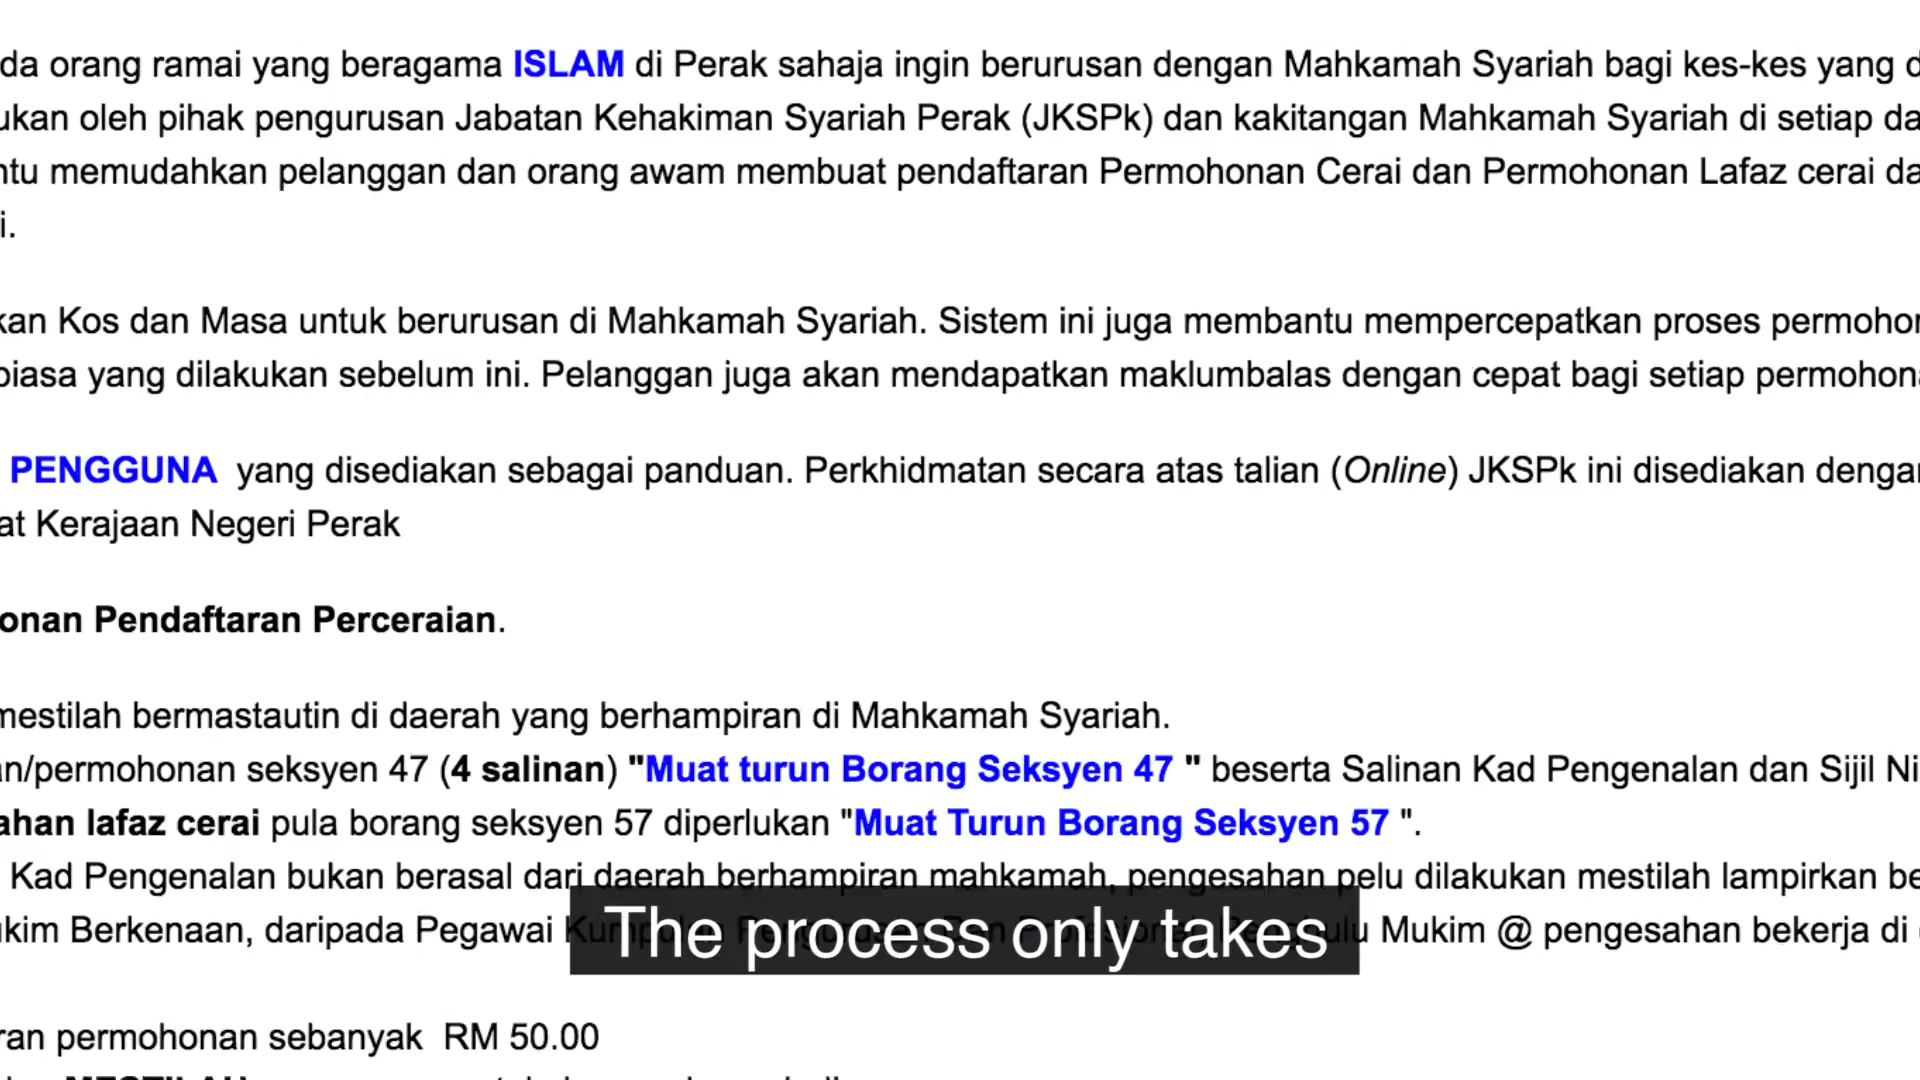 da orang ramai yang beragama ISLAM di Perak sahaja ingin berurusan dengan Mahkamah Syariah bagi kes-kes yang d
ukan oleh pihak pengurusan Jabatan Kehakiman Syariah Perak (JKSPk) dan kakitangan Mahkamah Syariah di setiap da
ntu memudahkan pelanggan dan orang awam membuat pendaftaran Permohonan Cerai dan Permohonan Lafaz cerai da
i.
kan Kos dan Masa untuk berurusan di Mahkamah Syariah. Sistem ini juga membantu mempercepatkan proses permohon
biasa yang dilakukan sebelum ini. Pelanggan juga akan mendapatkan maklumbalas dengan cepat bagi setiap permohona
PENGGUNA yang disediakan sebagai panduan. Perkhidmatan secara atas talian (Online) JKSPk ini disediakan dengan
at Kerajaan Negeri Perak
onan Pendaftaran Perceraian.
mestilah bermastautin di daerah yang berhampiran di Mahkamah Syariah.
an/permohonan seksyen 47 (4 salinan) "Muat turun Borang Seksyen 47 " beserta Salinan Kad Pengenalan dan Sijil Ni
ahan lafaz cerai pula borang seksyen 57 diperlukan "Muat Turun Borang Seksyen 57 ".
Kad Pengenalan bukan berasal dari daerah berhampiran mahkamah, pengesahan pelu dilakukan mestilah lampirkan be
ukim Berkenaan, daripada Pegawai Mukim @ pengesahan bekerja di
The process only takes
ran permohonan sebanyak RM 50.00